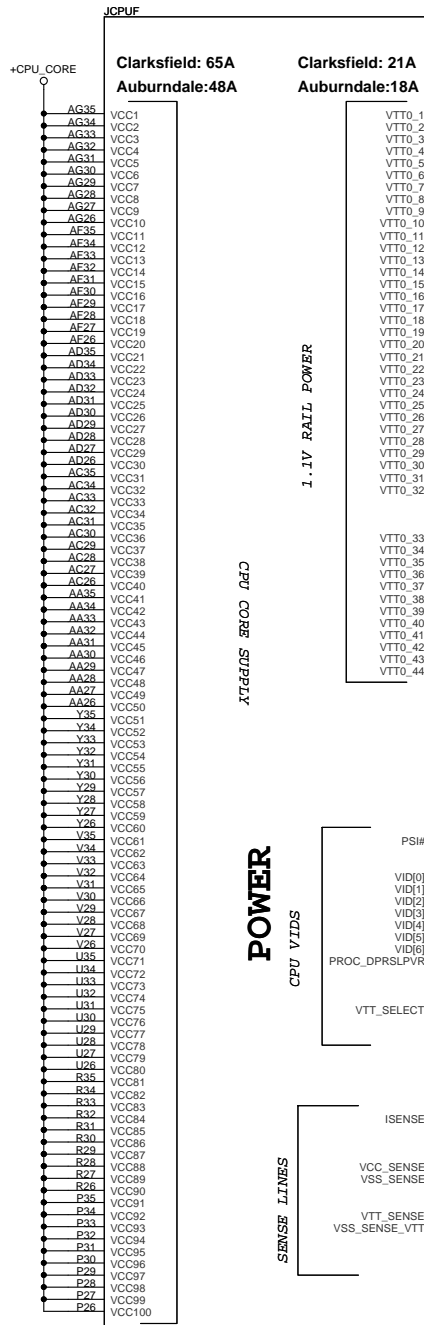 JCPUF
Clarksfield: 65A
Auburndale:48A
Clarksfield: 21A
Auburndale:18A
+CPU_CORE
AG35 VCC1
AG34 VCC2
AG33 VCC3
AG32 VCC4
AG31 VCC5
AG30 VCC6
AG29 VCC7
AG28 VCC8
AG27 VCC9
AG26 VCC10
AF35 VCC11
AF34 VCC12
AF33 VCC13
AF32 VCC14
AF31 VCC15
AF30 VCC16
AF29 VCC17
AF28 VCC18
AF27 VCC19
AF26 VCC20
AD35 VCC21
AD34 VCC22
AD33 VCC23
AD32 VCC24
AD31 VCC25
AD30 VCC26
AD29 VCC27
AD28 VCC28
AD27 VCC29
AD26 VCC30
AC35 VCC31
AC34 VCC32
AC33 VCC33
AC32 VCC34
AC31 VCC35
AC30 VCC36
AC29 VCC37
AC28 VCC38
AC27 VCC39
AC26 VCC40
AA35 VCC41
AA34 VCC42
AA33 VCC43
AA32 VCC44
AA31 VCC45
AA30 VCC46
AA29 VCC47
AA28 VCC48
AA27 VCC49
AA26 VCC50
Y35 VCC51
Y34 VCC52
Y33 VCC53
Y32 VCC54
Y31 VCC55
Y30 VCC56
Y29 VCC57
Y28 VCC58
Y27 VCC59
Y26 VCC60
V35 VCC61
V34 VCC62
V33 VCC63
V32 VCC64
V31 VCC65
V30 VCC66
V29 VCC67
V28 VCC68
V27 VCC69
V26 VCC70
U35 VCC71
U34 VCC72
U33 VCC73
U32 VCC74
U31 VCC75
U30 VCC76
U29 VCC77
U28 VCC78
U27 VCC79
U26 VCC80
R35 VCC81
R34 VCC82
R33 VCC83
R32 VCC84
R31 VCC85
R30 VCC86
R29 VCC87
R28 VCC88
R27 VCC89
R26 VCC90
P35 VCC91
P34 VCC92
P33 VCC93
P32 VCC94
P31 VCC95
P30 VCC96
P29 VCC97
P28 VCC98
P27 VCC99
P26 VCC100
CPU CORE SUPPLY
POWER
1.1V RAIL POWER
VTT0_1
VTT0_2
VTT0_3
VTT0_4
VTT0_5
VTT0_6
VTT0_7
VTT0_8
VTT0_9
VTT0_10
VTT0_11
VTT0_12
VTT0_13
VTT0_14
VTT0_15
VTT0_16
VTT0_17
VTT0_18
VTT0_19
VTT0_20
VTT0_21
VTT0_22
VTT0_23
VTT0_24
VTT0_25
VTT0_26
VTT0_27
VTT0_28
VTT0_29
VTT0_30
VTT0_31
VTT0_32
VTT0_33
VTT0_34
VTT0_35
VTT0_36
VTT0_37
VTT0_38
VTT0_39
VTT0_40
VTT0_41
VTT0_42
VTT0_43
VTT0_44
CPU VIDS
PSI#
VID[0]
VID[1]
VID[2]
VID[3]
VID[4]
VID[5]
VID[6]
PROC_DPRSLPVR
VTT_SELECT
SENSE LINES
ISENSE
VCC_SENSE
VSS_SENSE
VTT_SENSE
VSS_SENSE_VTT